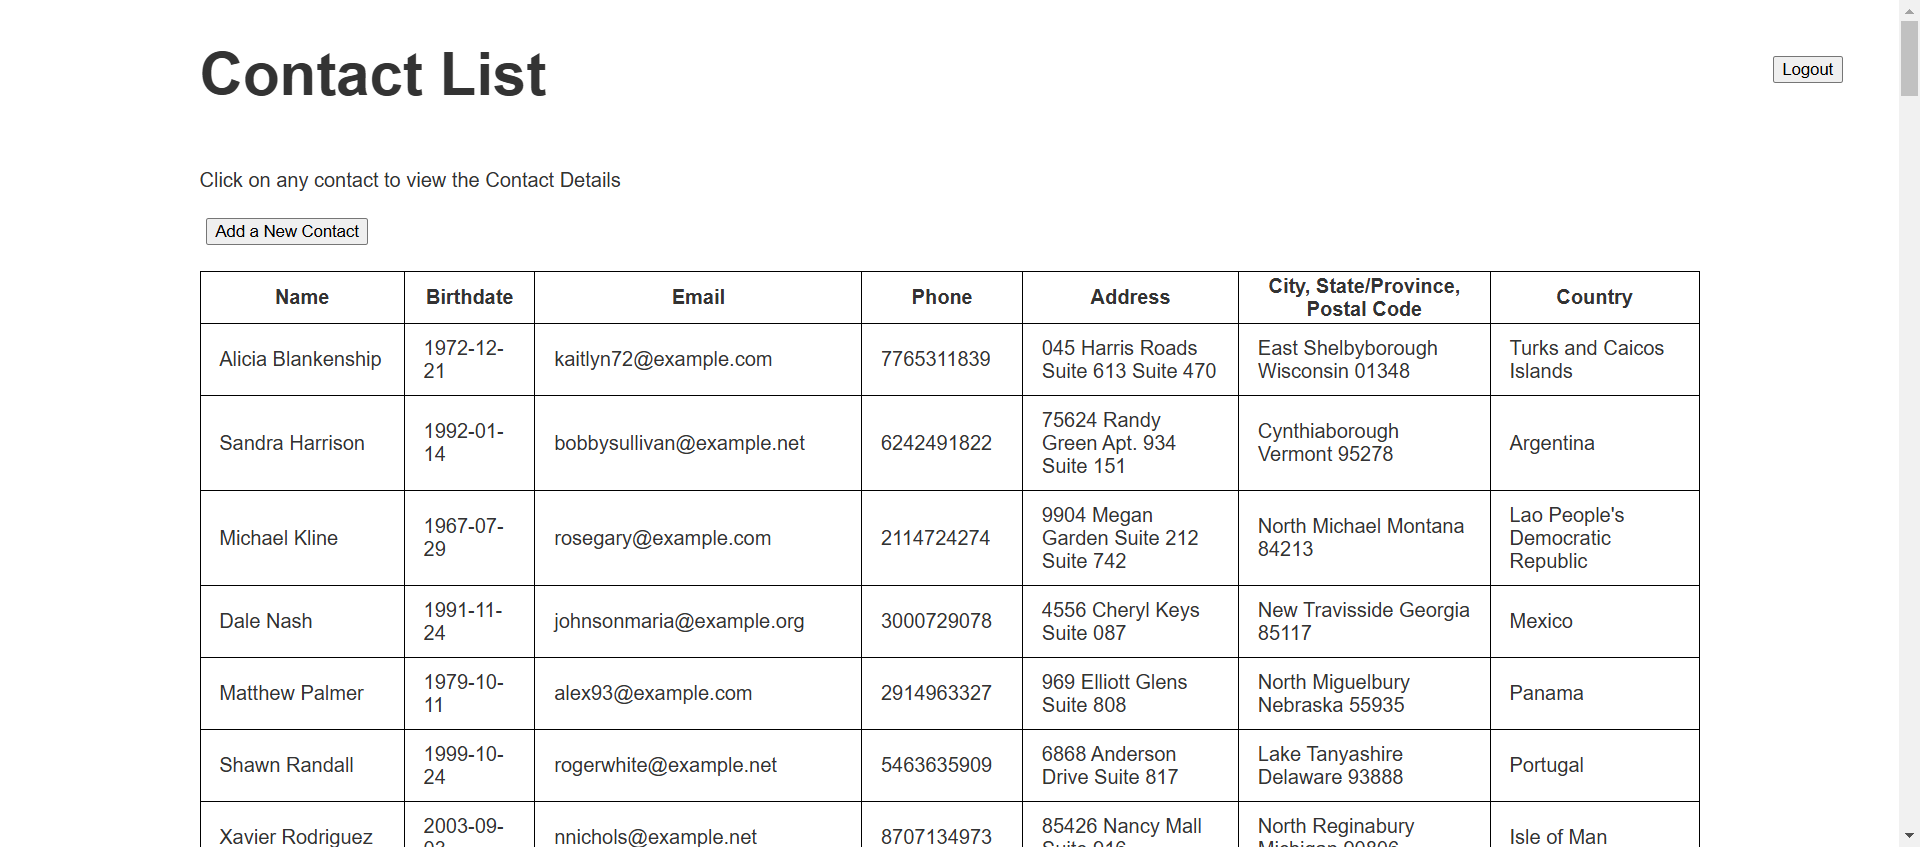 Contact List
Logout
Click on any contact to view the Contact Details
Add a New Contact
Name Birthdate Email Phone Address City, State/Province, Postal Code Country
Alicia Blankenship 1972-12-21 kaitlyn72@example.com 7765311839 045 Harris Roads Suite 613 Suite 470 East Shelbyborough Wisconsin 01348 Turks and Caicos Islands
Sandra Harrison 1992-01-14 bobbysullivan@example.net 6242491822 75624 Randy Green Apt. 934 Suite 151 Cynthiaborough Vermont 95278 Argentina
Michael Kline 1967-07-29 rosegary@example.com 2114724274 9904 Megan Garden Suite 212 Suite 742 North Michael Montana 84213 Lao People's Democratic Republic
Dale Nash 1991-11-24 johnsonmaria@example.org 3000729078 4556 Cheryl Keys Suite 087 New Travisside Georgia 85117 Mexico
Matthew Palmer 1979-10-11 alex93@example.com 2914963327 969 Elliott Glens Suite 808 North Miguelbury Nebraska 55935 Panama
Shawn Randall 1999-10-24 rogerwhite@example.net 5463635909 6868 Anderson Drive Suite 817 Lake Tanyashire Delaware 93888 Portugal
Xavier Rodriguez 2003-09- nnichols@example.net 8707134973 85426 Nancy Mall North Reginabury Isle of Man